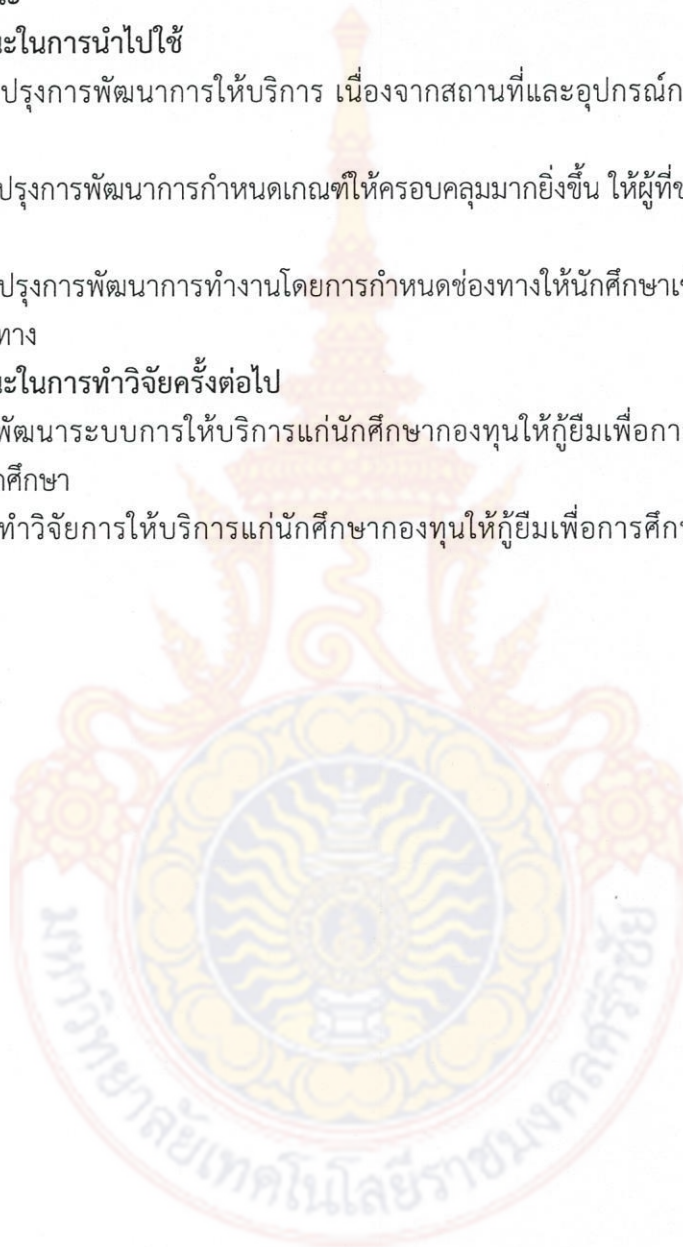 นะในการนำไปใช้
ปรุงการพัฒนาการให้บริการ เนื่องจากสถานที่และอุปกรณ์ก
ปรุงการพัฒนาการกำหนดเกณฑ์ให้ครอบคลุมมากยิ่งขึ้น ให้ผู้ที่ข
ปรุงการพัฒนาการทำงานโดยการกำหนดช่องทางให้นักศึกษาเข
ทาง
นะในการทำวิจัยครั้งต่อไป
พัฒนาระบบการให้บริการแก่นักศึกษากองทุนให้กู้ยืมเพื่อกา
กศึกษา
ทำวิจัยการให้บริการแก่นักศึกษากองทุนให้กู้ยืมเพื่อการศึกษ
มหาวิทยาลัยเทคโนโลยีราชมงคลศรีวิชัย